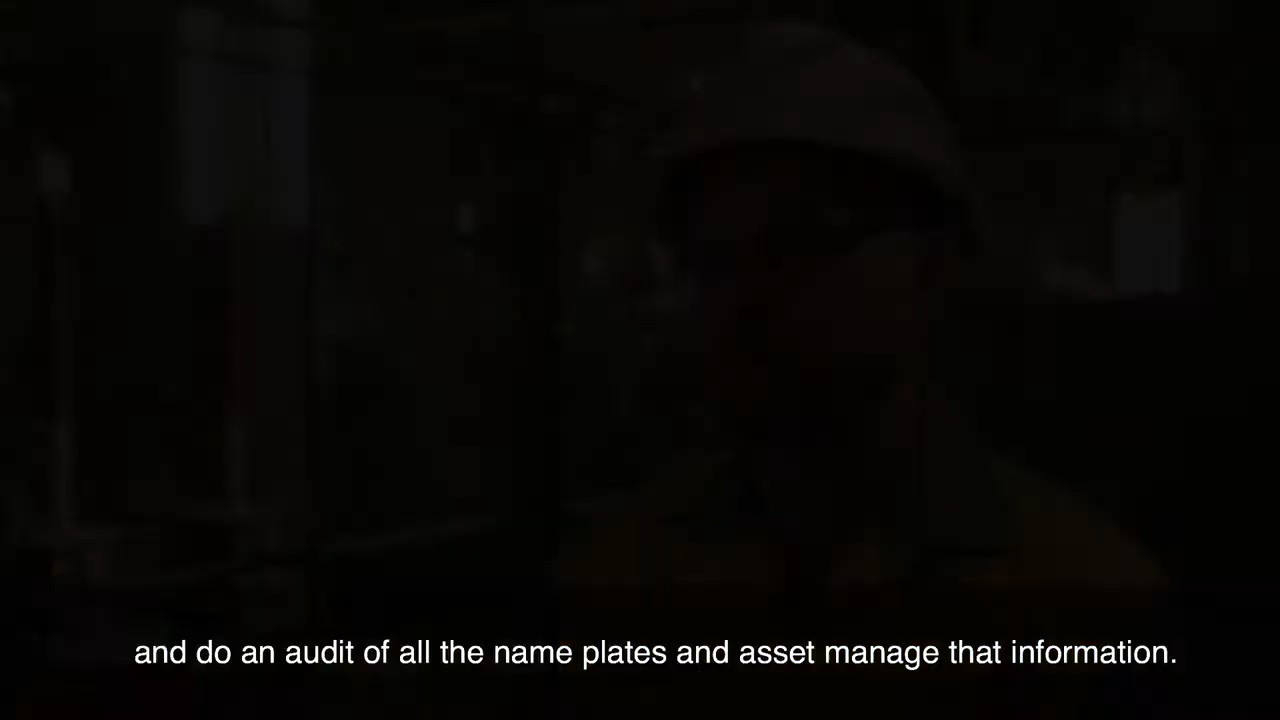 and do an audit of all the name plates and asset manage that information.